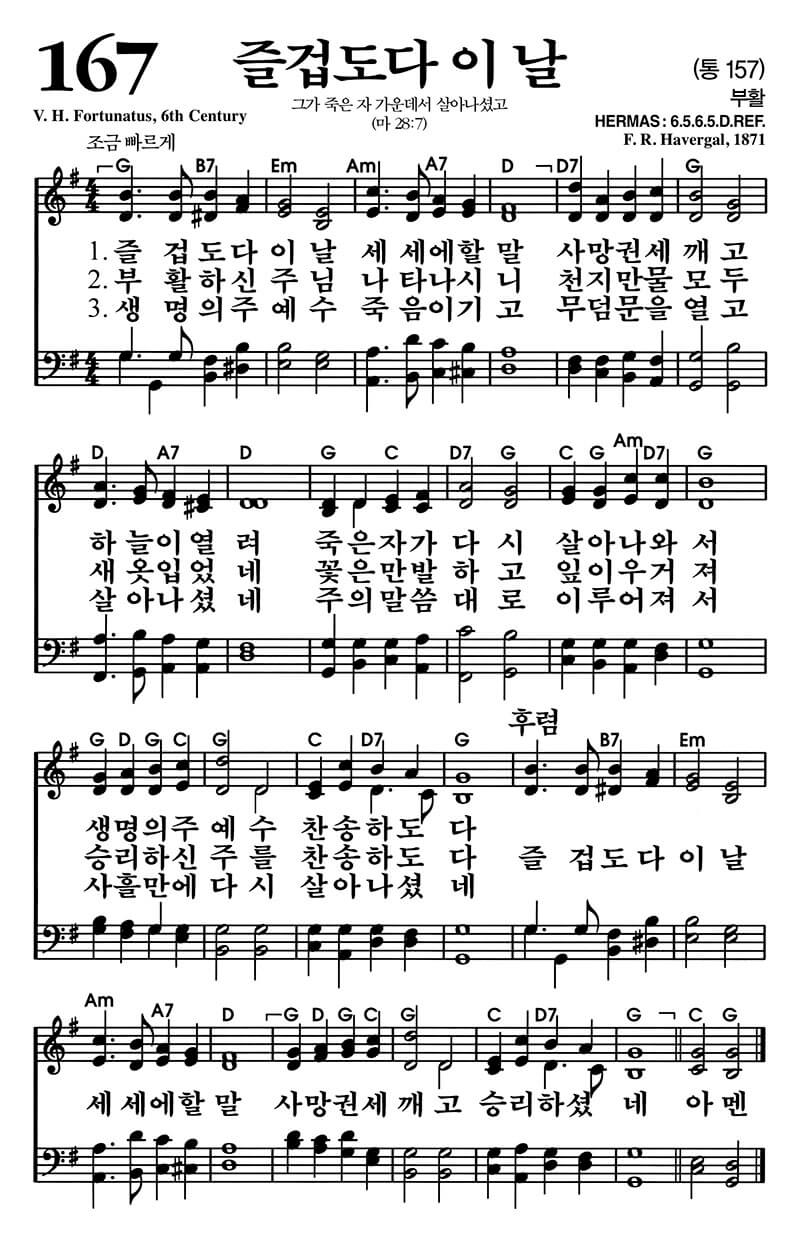 167 즐겁도다 이 날 (통 157)
V. H. Fortunatus, 6th Century 그가 죽은 자 가운데서 살아나셨고 부활
(마 28:7) HERMAS : 6.5.6.5.D.REF.
조금 빠르게 F. R. Havergal, 1871
G B7 Em Am A7 D D7 G
4 4
1. 즐 겁도다 이 날 세 세에할 말 사망권세 깨 고
2. 부 활하신 주 님 나 타나시 니 천지만물 모 두
3. 생 명의주 예 수 죽 음이기 고 무덤문을 열 고
4 4
D A7 D G C D7 G C G Am D7 G
하 늘이 열 려 죽은자가 다 시 살아나와 서
새 옷입었 네 꽃은만발 하 고 잎이우거 져
살 아나셨 네 주의말씀 대 로 이루어져 서
후렴
G D G C G C D7 G B7 Em
생명의주 예 수 찬송하도 다
승리하신 주 를 찬송하도 다 즐 겁도다 이 날
사흘만에 다 시 살아나셨 네
Am A7 D G D G C G C D7 G C G
세 세에할 말 사망권세 깨 고 승리하셨 네 아멘